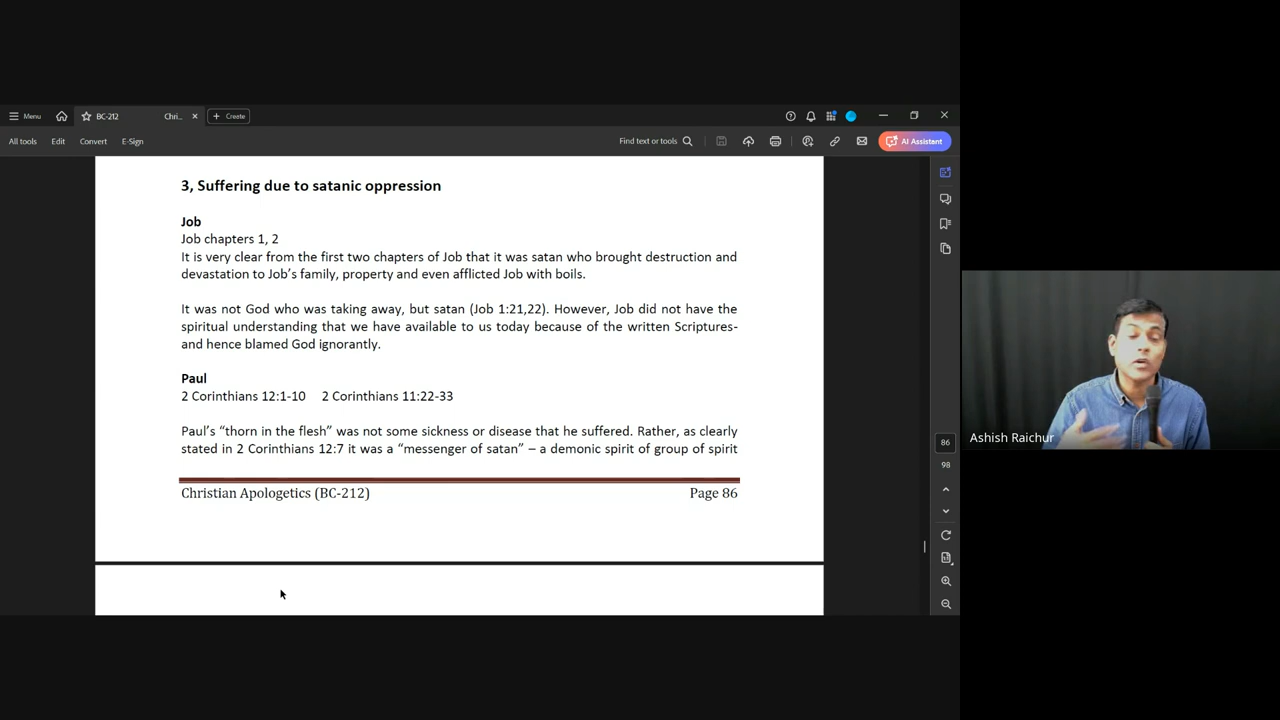 Menu
BC-212
Chri...
Create
All tools
Edit
Convert
E-Sign
Find text or tools
AI Assistant
3, Suffering due to satanic oppression
Job
Job chapters 1, 2
It is very clear from the first two chapters of Job that it was satan who brought destruction and
devastation to Job's family, property and even afflicted Job with boils.
It was not God who was taking away, but satan (Job 1:21,22). However, Job did not have the
spiritual understanding that we have available to us today because of the written Scriptures-
and hence blamed God ignorantly.
Paul
2 Corinthians 12:1-10 2 Corinthians 11:22-33
Paul's “thorn in the flesh” was not some sickness or disease that he suffered. Rather, as clearly
stated in 2 Corinthians 12:7 it was a “messenger of satan” – a demonic spirit of group of spirit
Christian Apologetics (BC-212)
Page 86
86
98
Ashish Raichur